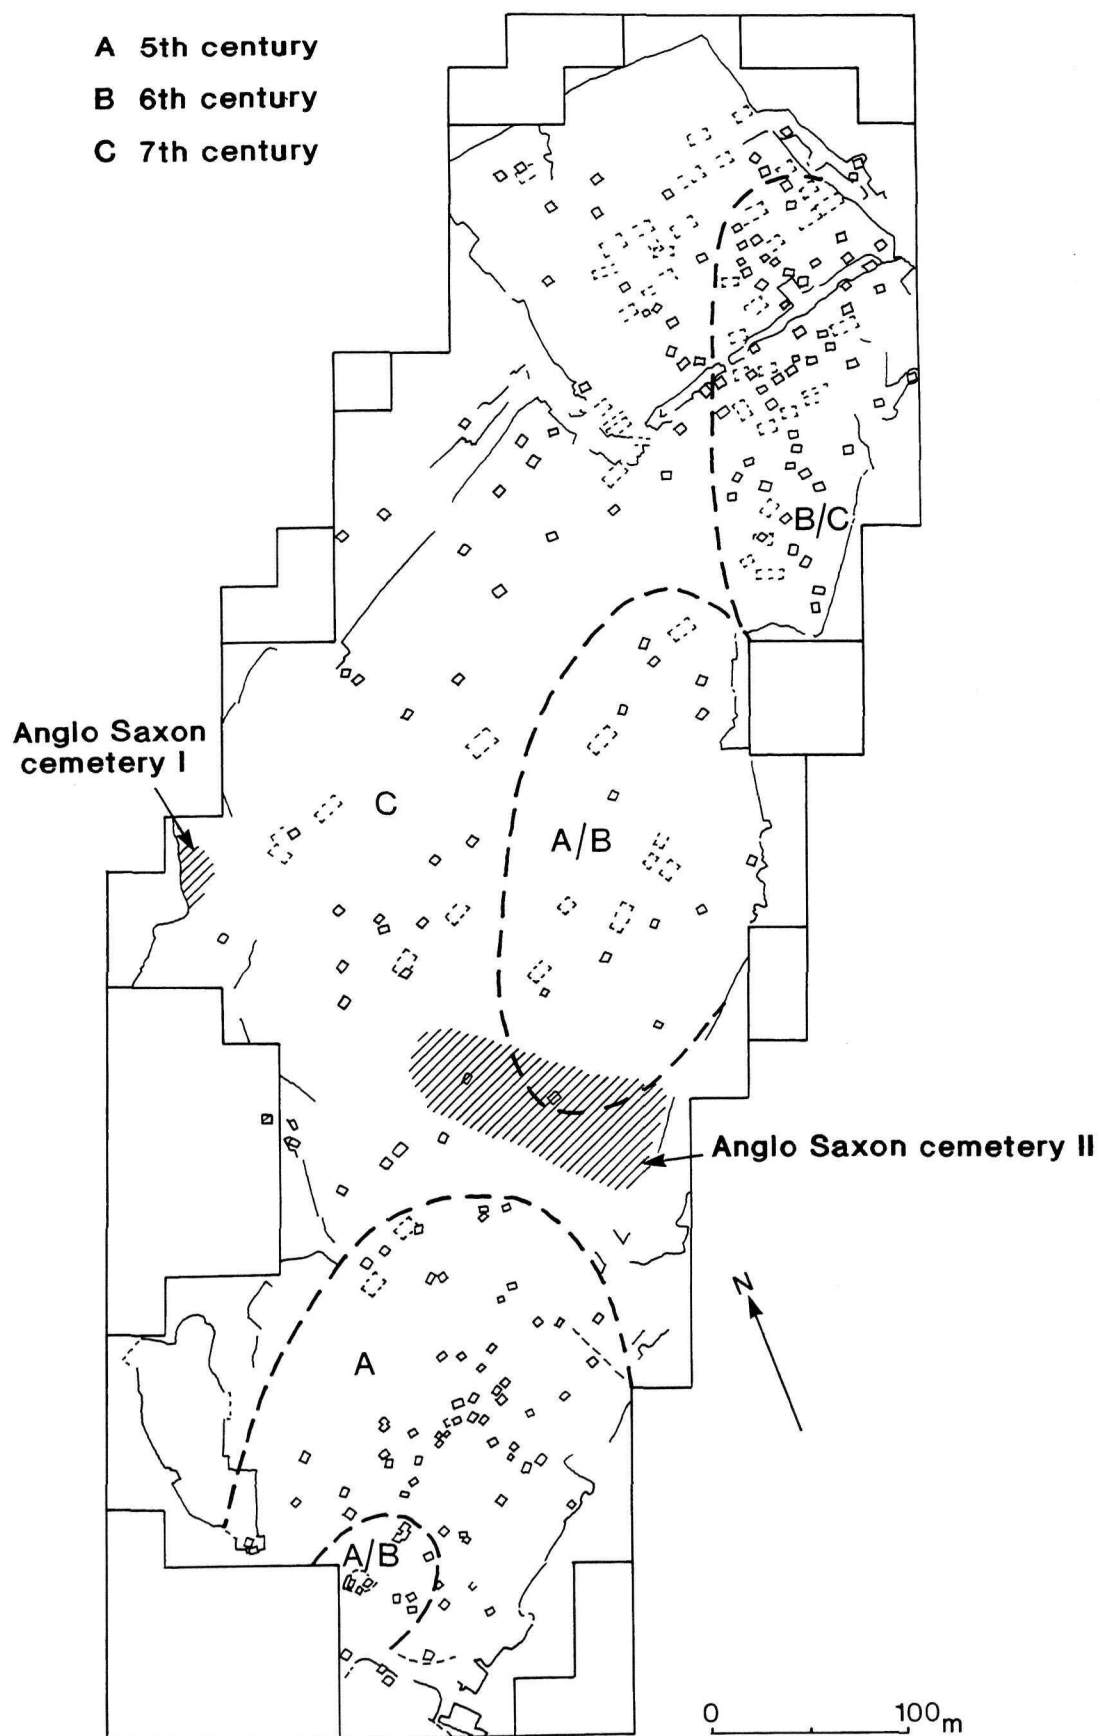 A 5th century
B 6th century
C 7th century
B/C
Anglo Saxon
cemetery I
C
A/B
Anglo Saxon cemetery II
N
A
A/B
0 100m